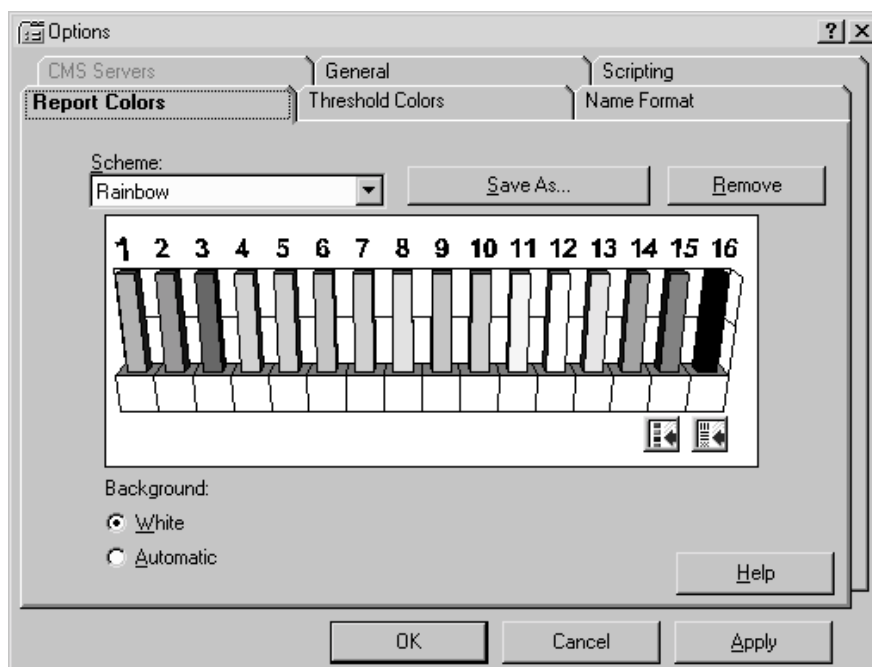 Options
CMS Servers General Scripting
Report Colors Threshold Colors Name Format
Scheme:
Rainbow Save As... Remove
1 2 3 4 5 6 7 8 9 10 11 12 13 14 15 16
Background:
White
Automatic
Help
OK Cancel Apply